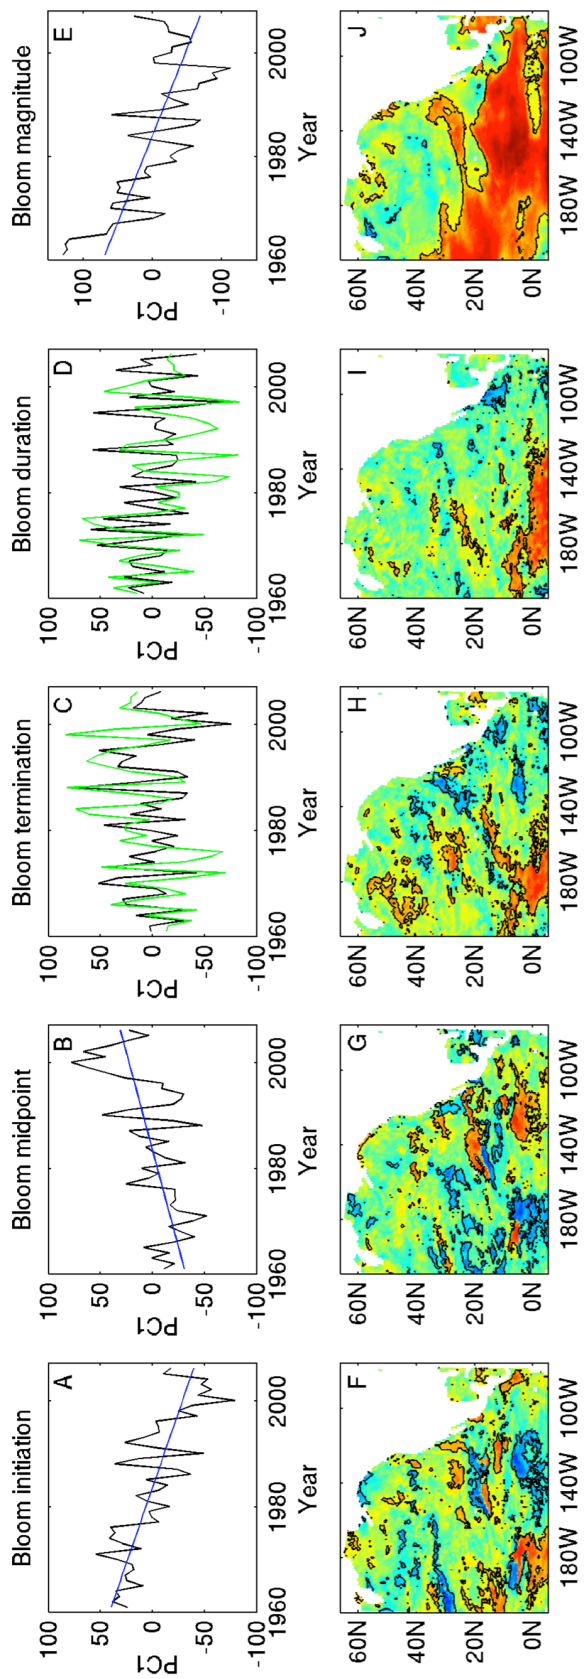 Bloom initiation
A
PC1
100
50
0
-50
-100
1960
1980
2000
Year
Bloom midpoint
B
PC1
100
50
0
-50
-100
1960
1980
2000
Year
Bloom termination
C
PC1
100
50
0
-50
-100
1960
1980
2000
Year
Bloom duration
D
PC1
100
50
0
-50
-100
1960
1980
2000
Year
Bloom magnitude
E
PC1
100
0
-100
1960
1980
2000
Year
F
60N
40N
20N
0N
180W
140W
100W
G
60N
40N
20N
0N
180W
140W
100W
H
60N
40N
20N
0N
180W
140W
100W
I
60N
40N
20N
0N
180W
140W
100W
J
60N
40N
20N
0N
180W
140W
100W